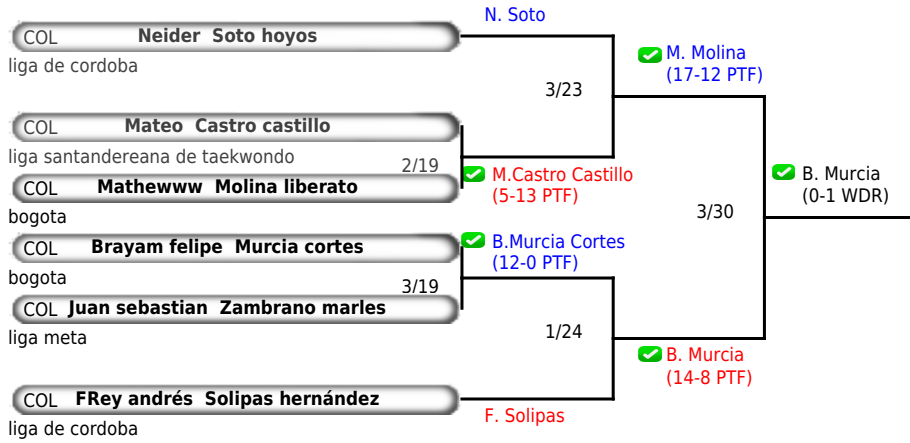 N. Soto
COL Neider Soto hoyos
liga de cordoba
M. Molina
(17-12 PTF)
3/23
COL Mateo Castro castillo
liga santandereana de taekwondo
2/19
M.Castro Castillo
(5-13 PTF)
COL Mathewww Molina liberato
bogota
B. Murcia
(0-1 WDR)
3/30
COL Brayam felipe Murcia cortes
bogota
B.Murcia Cortes
(12-0 PTF)
3/19
COL Juan sebastian Zambrano marles
liga meta
1/24
B. Murcia
(14-8 PTF)
COL FRey andrés Solipas hernández
liga de cordoba
F. Solipas